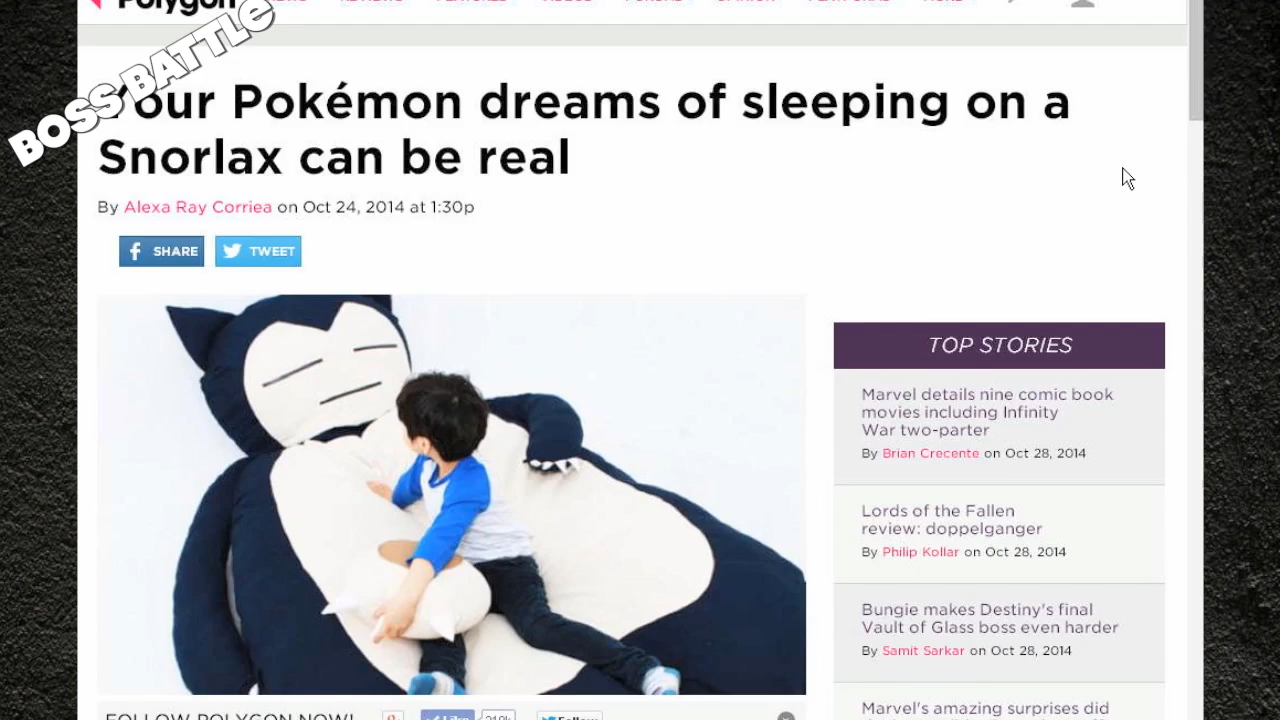 Polygon
BOSS BATTLE
Your Pokémon dreams of sleeping on a
Snorlax can be real
By Alexa Ray Corriea on Oct 24, 2014 at 1:30p
SHARE
TWEET
TOP STORIES
Marvel details nine comic book
movies including Infinity
War two-parter
By Brian Crecente on Oct 28, 2014
Lords of the Fallen
review: doppelganger
By Philip Kollar on Oct 28, 2014
Bungie makes Destiny's final
Vault of Glass boss even harder
By Samit Sarkar on Oct 28, 2014
Marvel's amazing surprises did
FOLLOW POLYGON NOW!
Like
Follow